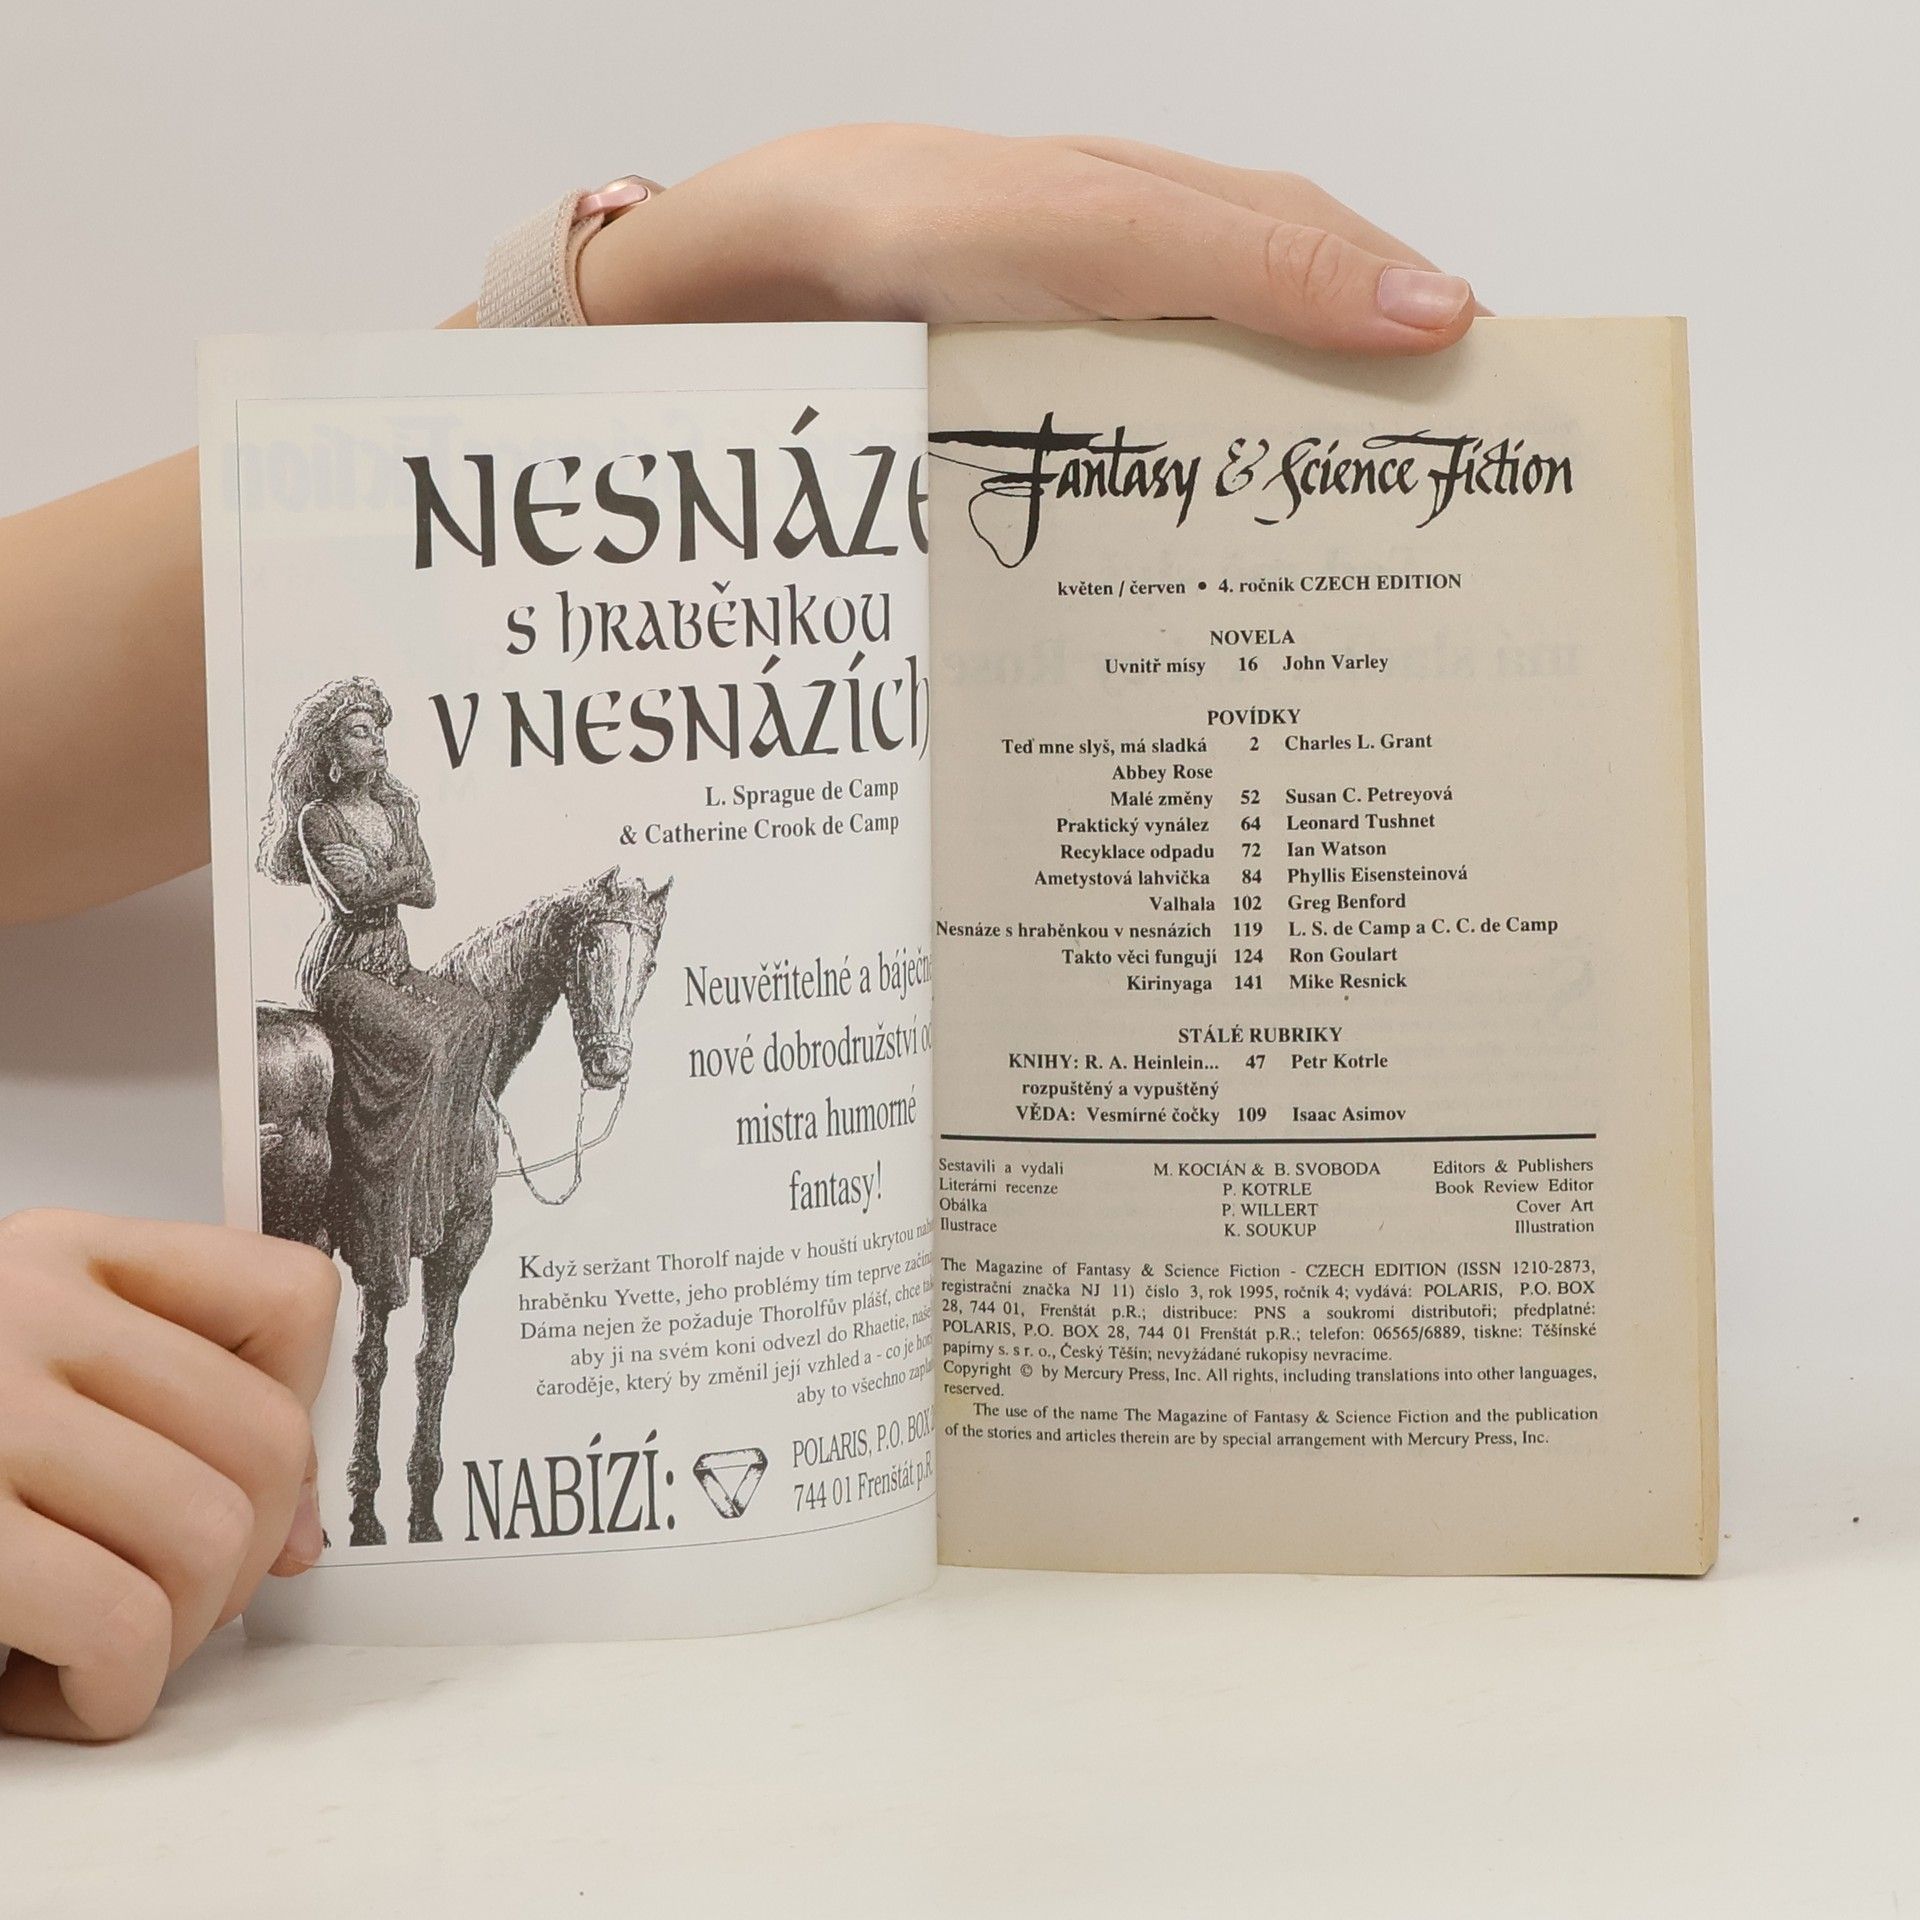 NESNÁZE
s hraběnkou
v nesnázích
L. Sprague de Camp
& Catherine Crook de Camp
Neuvěřitelné a báječné
nové dobrodružství od
mistra humorné
fantasy!
Když seržant Thorolf najde v houští ukrytou
hraběnku Yvette, jeho problémy tím teprve
Dáma nejen že požaduje Thorolfův plášť, chce
aby ji na svém koni odvezl do Rhaetie,
čaroděje, který by změnil její vzhled a - co je
aby to všechno
NABÍZÍ:
POLARIS, P.O. BOX
744 01 Frenštát p.R.
Fantasy & Science Fiction
květen / červen • 4. ročník CZECH EDITION
NOVELA
Uvnitř mísy 16 John Varley
POVÍDKY
Teď mne slyš, má sladká 2 Charles L. Grant
Abbey Rose
Malé změny 52 Susan C. Petreyová
Praktický vynález 64 Leonard Tushnet
Recyklace odpadu 72 Ian Watson
Ametystová lahvička 84 Phyllis Eisensteinová
Valhala 102 Greg Benford
Nesnáze s hraběnkou v nesnázích 119 L. S. de Camp a C. C. de Camp
Takto věci fungují 124 Ron Goulart
Kirinyaga 141 Mike Resnick
STÁLÉ RUBRIKY
KNIHY: R. A. Heinlein... 47 Petr Kotrle
rozpuštěný a vypuštěný
VĚDA: Vesmírné čočky 109 Isaac Asimov
Sestavili a vydali M. KOCIÁN & B. SVOBODA Editors & Publishers
Literární recenze P. KOTRLE Book Review Editor
Obálka P. WILLERT Cover Art
Ilustrace K. SOUKUP Illustration
The Magazine of Fantasy & Science Fiction - CZECH EDITION (ISSN 1210-2873,
registrační značka NJ 11) číslo 3, rok 1995, ročník 4; vydává: POLARIS, P.O. BOX
28, 744 01, Frenštát p.R.; distribuce: PNS a soukromí distributoři; předplatné:
POLARIS, P.O. BOX 28, 744 01 Frenštát p.R.; telefon: 06565/6889, tiskne: Těšínské
papírny s. s r. o., Český Těšín; nevyžádané rukopisy nevracíme.
Copyright © by Mercury Press, Inc. All rights, including translations into other languages,
reserved.
The use of the name The Magazine of Fantasy & Science Fiction and the publication
of the stories and articles therein are by special arrangement with Mercury Press, Inc.